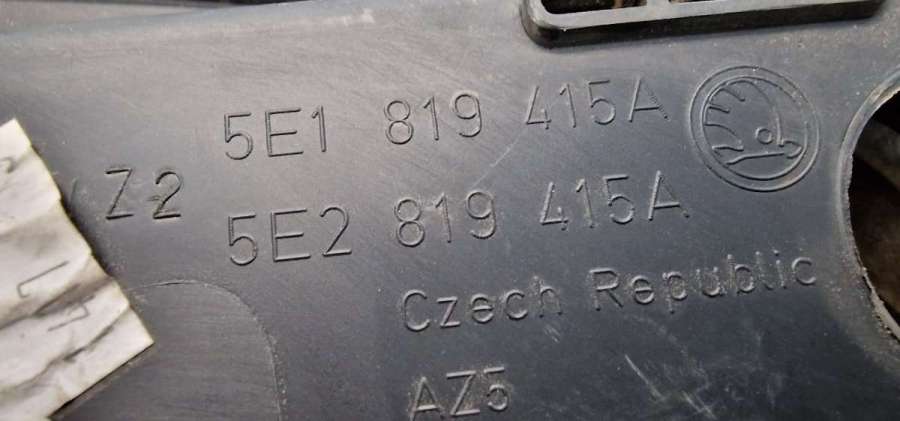 5E1 819 415A
Z2
5E2 819 415A
Czech Republic
AZ5